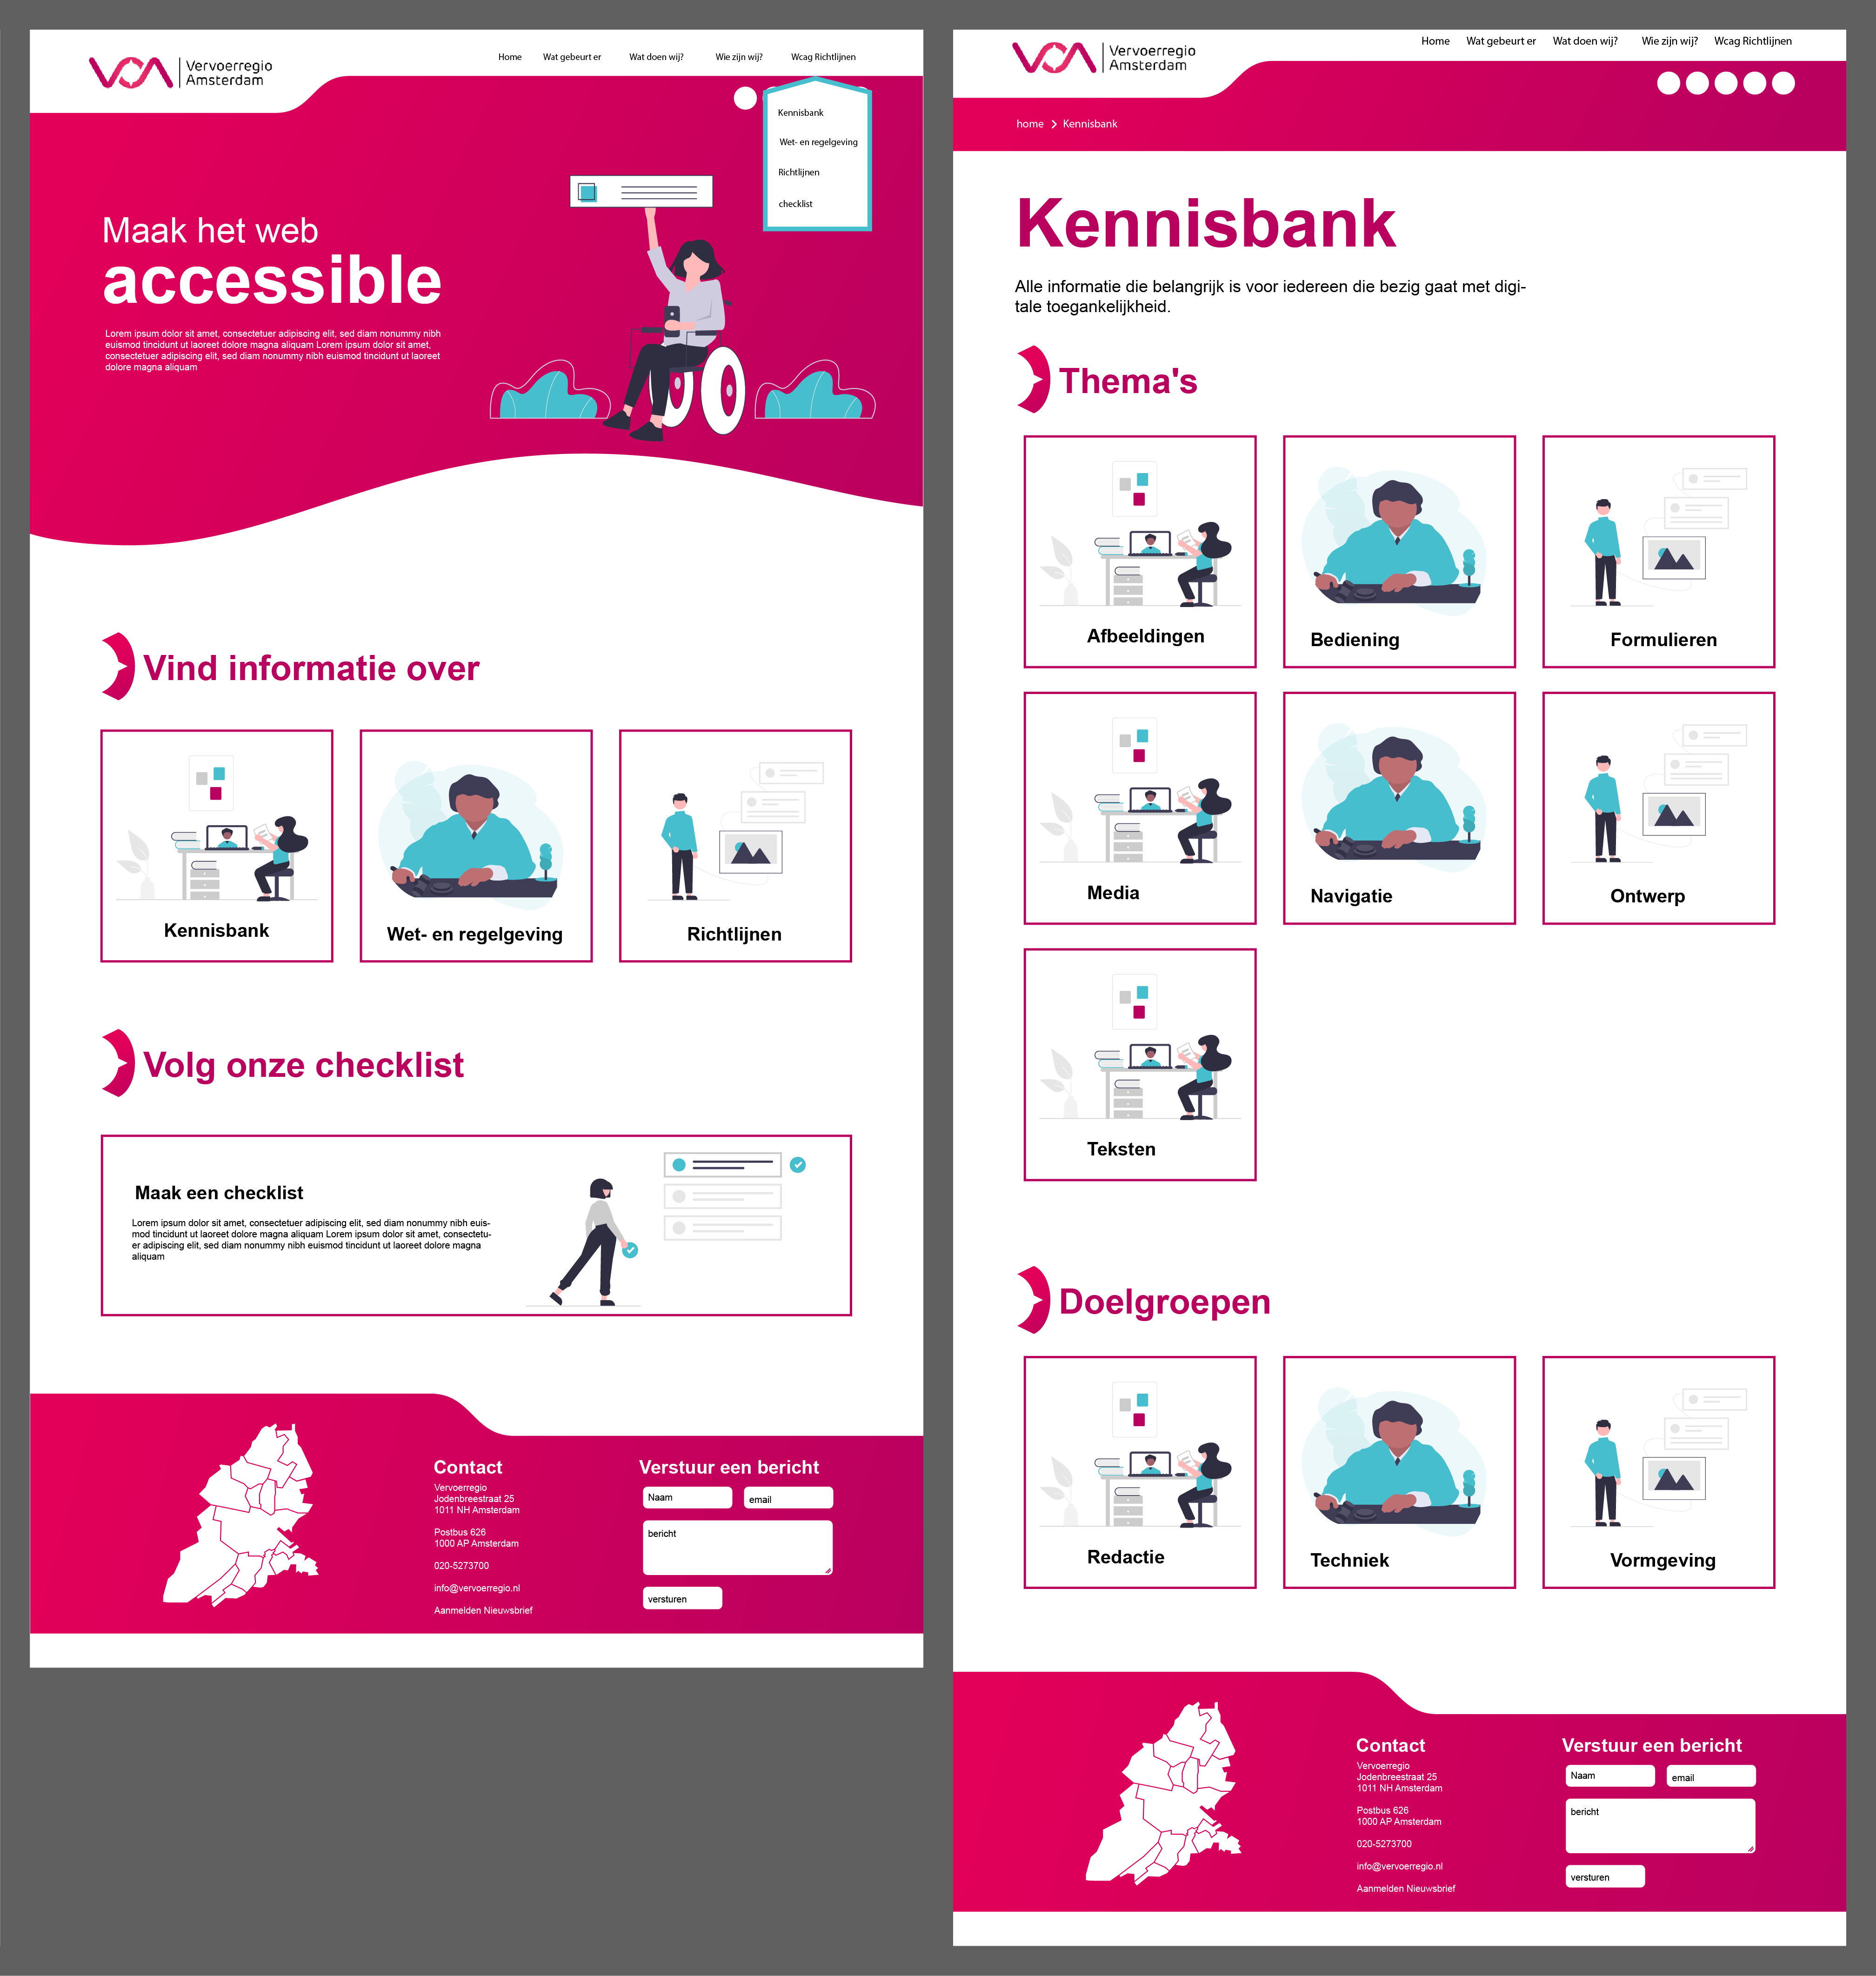 Vervoerregio
Amsterdam
Home
Wat gebeurt er
Wat doen wij?
Wie zijn wij?
Wcag Richtlijnen
Kennisbank
Wet- en regelgeving
Richtlijnen
checklist
Maak het web
accessible
Lorem ipsum dolor sit amet, consectetuer adipiscing elit, sed diam nonummy nibh
euismod tincidunt ut laoreet dolore magna aliquam Lorem ipsum dolor sit amet,
consectetuer adipiscing elit, sed diam nonummy nibh euismod tincidunt ut laoreet
dolore magna aliquam
Vind informatie over
Kennisbank
Wet- en regelgeving
Richtlijnen
Volg onze checklist
Maak een checklist
Lorem ipsum dolor sit amet, consectetuer adipiscing elit, sed diam nonummy nibh euis-
mod tincidunt ut laoreet dolore magna aliquam Lorem ipsum dolor sit amet, consectetu-
er adipiscing elit, sed diam nonummy nibh euismod tincidunt ut laoreet dolore magna
aliquam
Contact
Vervoerregio
Jodenbreestraat 25
1011 NH Amsterdam
Postbus 626
1000 AP Amsterdam
020-5273700
info@vervoerregio.nl
Aanmelden Nieuwsbrief
Verstuur een bericht
Naam
email
bericht
versturen
Vervoerregio
Amsterdam
Home
Wat gebeurt er
Wat doen wij?
Wie zijn wij?
Wcag Richtlijnen
home
Kennisbank
Kennisbank
Alle informatie die belangrijk is voor iedereen die bezig gaat met digi-
tale toegankelijkheid.
Thema's
Afbeeldingen
Bediening
Formulieren
Media
Navigatie
Ontwerp
Teksten
Doelgroepen
Redactie
Techniek
Vormgeving
Contact
Vervoerregio
Jodenbreestraat 25
1011 NH Amsterdam
Postbus 626
1000 AP Amsterdam
020-5273700
info@vervoerregio.nl
Aanmelden Nieuwsbrief
Verstuur een bericht
Naam
email
bericht
versturen